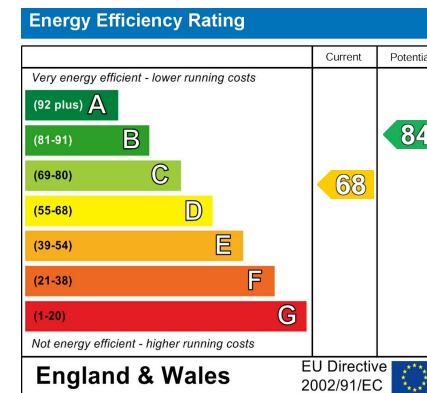 Energy Efficiency Rating
Current Potentia
Very energy efficient - lower running costs
(92 plus) A
(81-91) B
84
(69-80) C
68
(55-68) D
(39-54) E
(21-38) F
(1-20) G
Not energy efficient - higher running costs
England & Wales
EU Directive
2002/91/EC